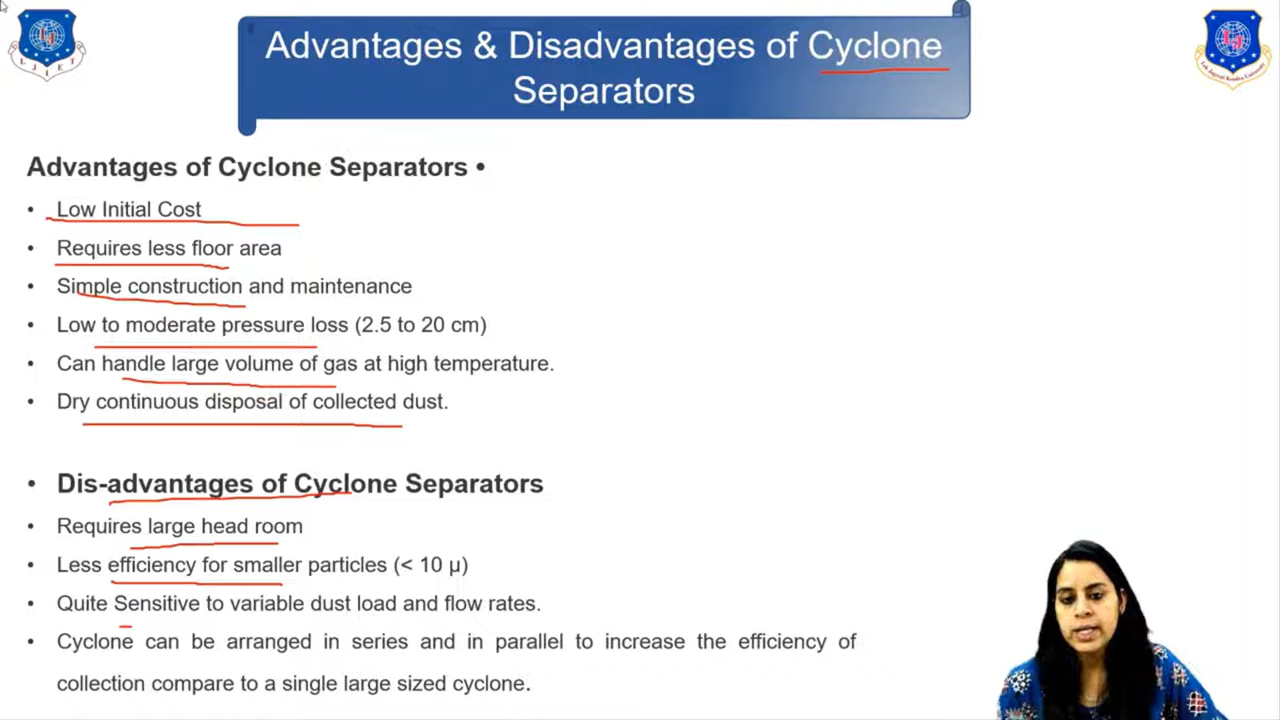 Advantages & Disadvantages of Cyclone
Separators
LJIET
Advantages of Cyclone Separators •
• Low Initial Cost
• Requires less floor area
• Simple construction and maintenance
• Low to moderate pressure loss (2.5 to 20 cm)
• Can handle large volume of gas at high temperature.
• Dry continuous disposal of collected dust.
• Dis-advantages of Cyclone Separators
• Requires large head room
• Less efficiency for smaller particles (< 10 μ)
• Quite Sensitive to variable dust load and flow rates.
• Cyclone can be arranged in series and in parallel to increase the efficiency of
collection compare to a single large sized cyclone.